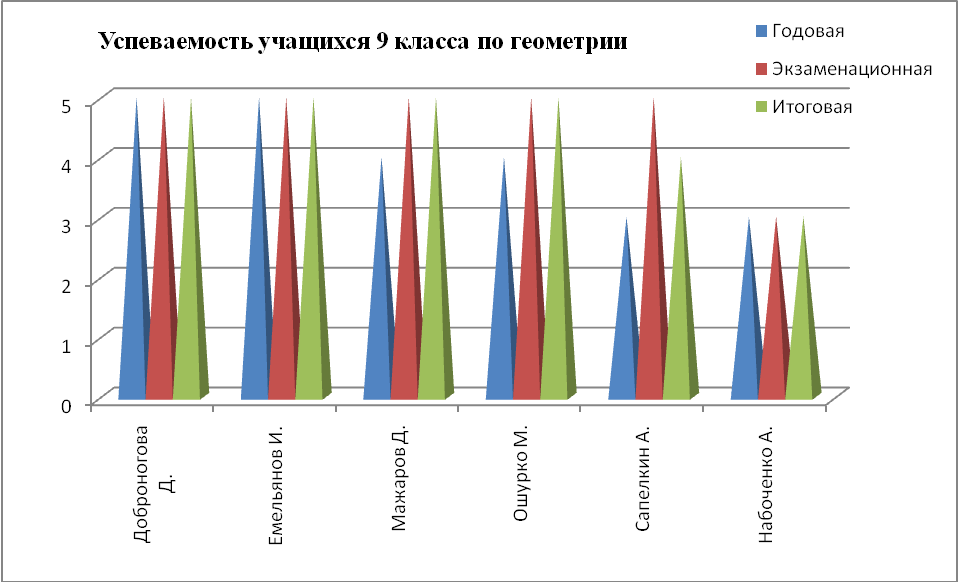 Успеваемость учащихся 9 класса по геометрии
Годовая
Экзаменационная
Итоговая
5
4
3
2
1
0
Доброногова
Д.
Емельянов И.
Мажаров Д.
Ошурко М.
Сапелкин А.
Набоченко А.